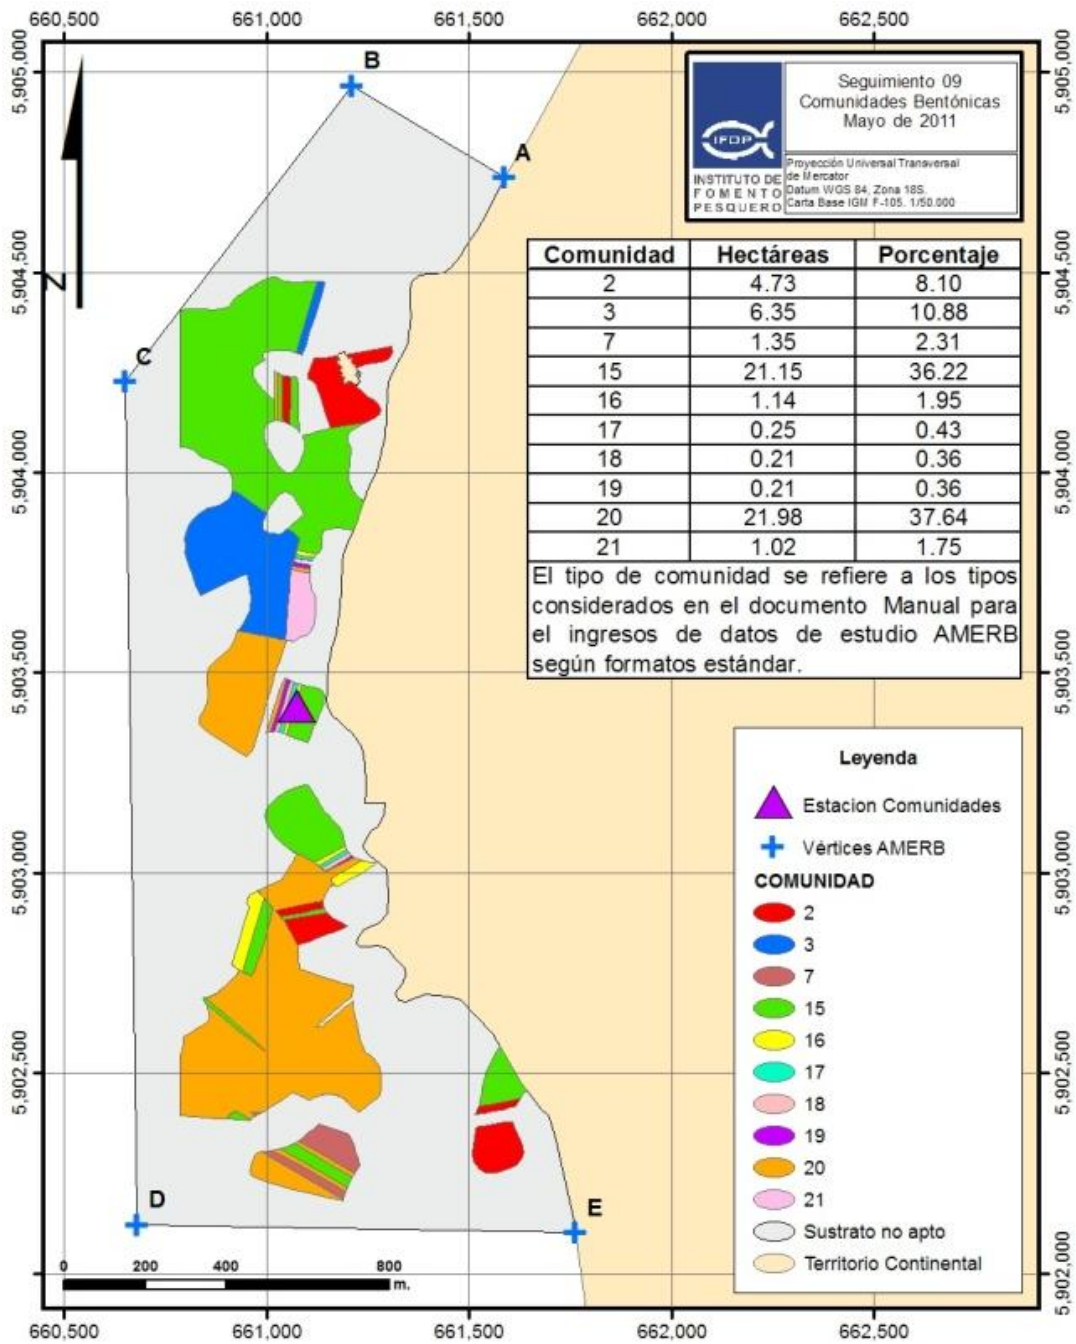 660,500 661,000 661,500 662,000 662,500
5,905,000
5,904,500
5,904,000
5,903,500
5,903,000
5,902,500
5,902,000
B
A
C
D
E
N
IFOP
INSTITUTO DE
FOMENTO
PESQUERO
Seguimiento 09
Comunidades Bentónicas
Mayo de 2011
Proyección Universal Transversal
de Mercator
Datum WGS 84, Zona 18S.
Carta Base IGM F-105. 1/50.000
Comunidad Hectáreas Porcentaje
2 4.73 8.10
3 6.35 10.88
7 1.35 2.31
15 21.15 36.22
16 1.14 1.95
17 0.25 0.43
18 0.21 0.36
19 0.21 0.36
20 21.98 37.64
21 1.02 1.75
El tipo de comunidad se refiere a los tipos
considerados en el documento Manual para
el ingresos de datos de estudio AMERB
según formatos estándar.
Leyenda
Estacion Comunidades
Vèrtices AMERB
COMUNIDAD
2
3
7
15
16
17
18
19
20
21
Sustrato no apto
Territorio Continental
0 200 400 800
m.
5,905,000
5,904,500
5,904,000
5,903,500
5,903,000
5,902,500
5,902,000
660,500 661,000 661,500 662,000 662,500